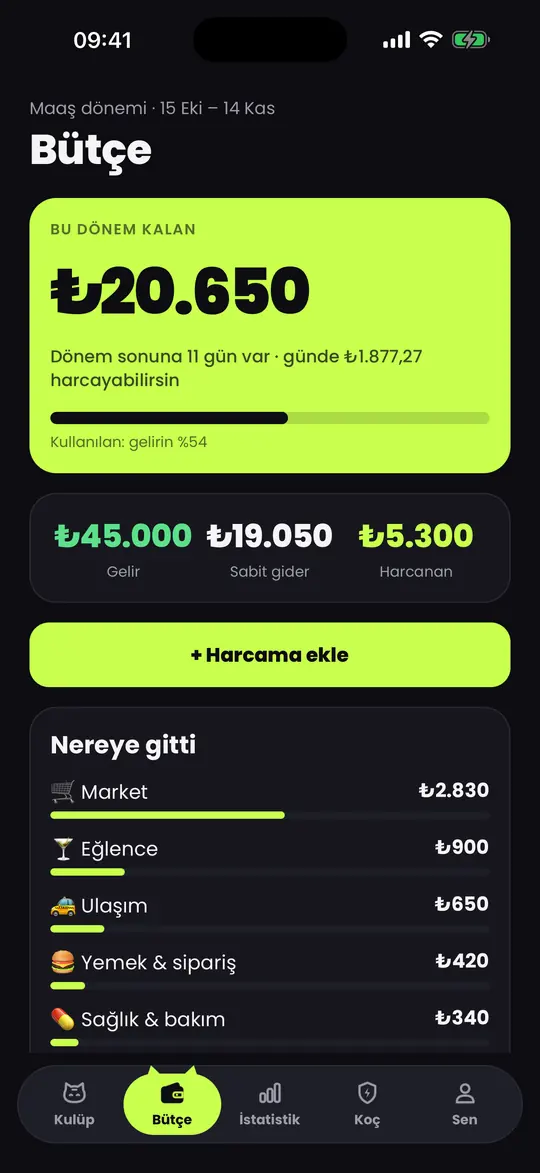 09:41
Maaş dönemi · 15 Eki – 14 Kas
Bütçe
BU DÖNEM KALAN
₺20.650
Dönem sonuna 11 gün var · günde ₺1.877,27
harcayabilirsin
Kullanılan: gelirin %54
₺45.000 ₺19.050 ₺5.300
Gelir Sabit gider Harcanan
+ Harcama ekle
Nereye gitti
Market ₺2.830
Eğlence ₺900
Ulaşım ₺650
Yemek & sipariş ₺420
Sağlık & bakım ₺340
Kulüp Bütçe İstatistik Koç Sen